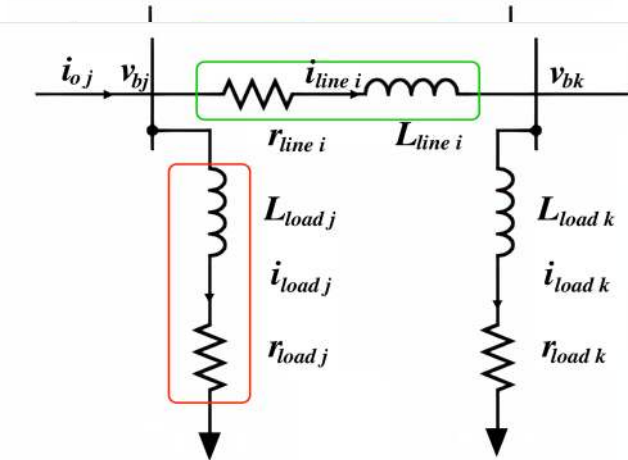 i_{o j} v_{bj} i_{line i} v_{bk}
r_{line i} L_{line i}
L_{load j} L_{load k}
i_{load j} i_{load k}
r_{load j} r_{load k}